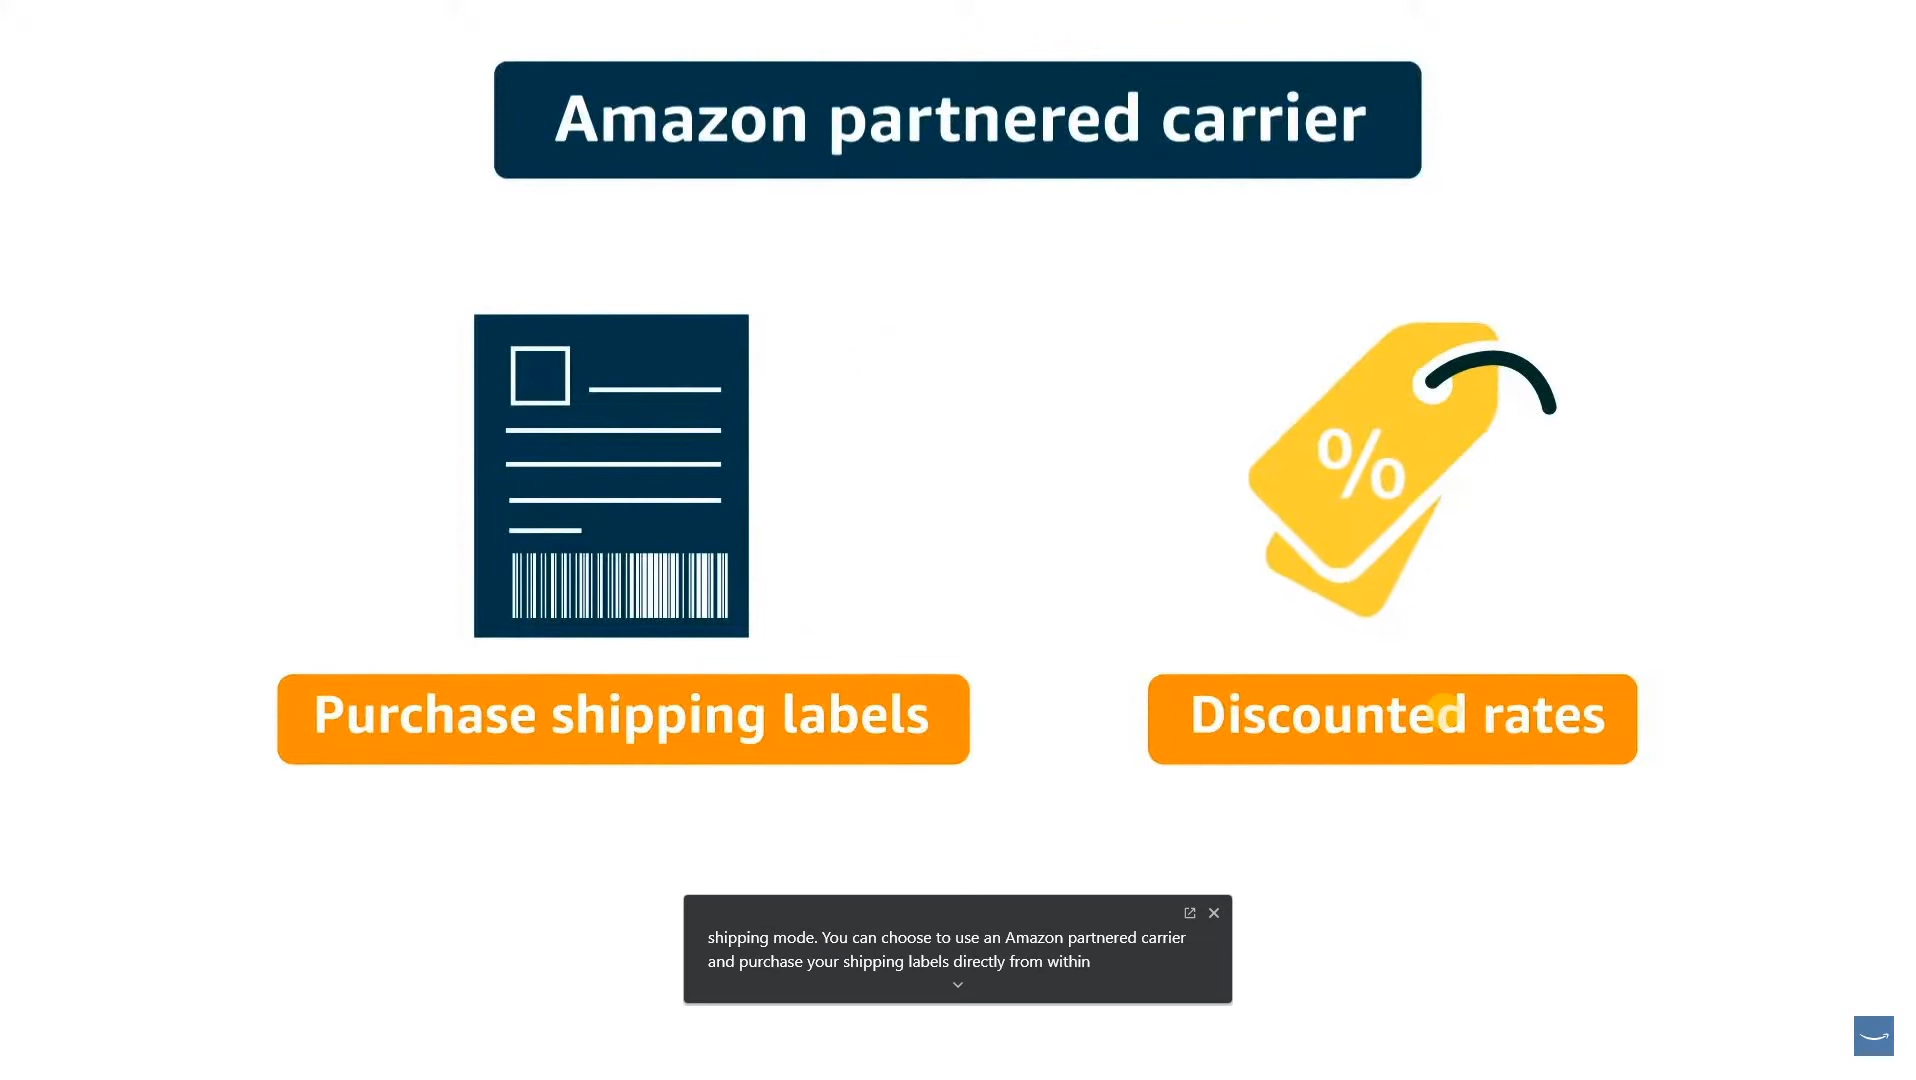 Amazon partnered carrier
%
Purchase shipping labels
Discounted rates
shipping mode. You can choose to use an Amazon partnered carrier
and purchase your shipping labels directly from within